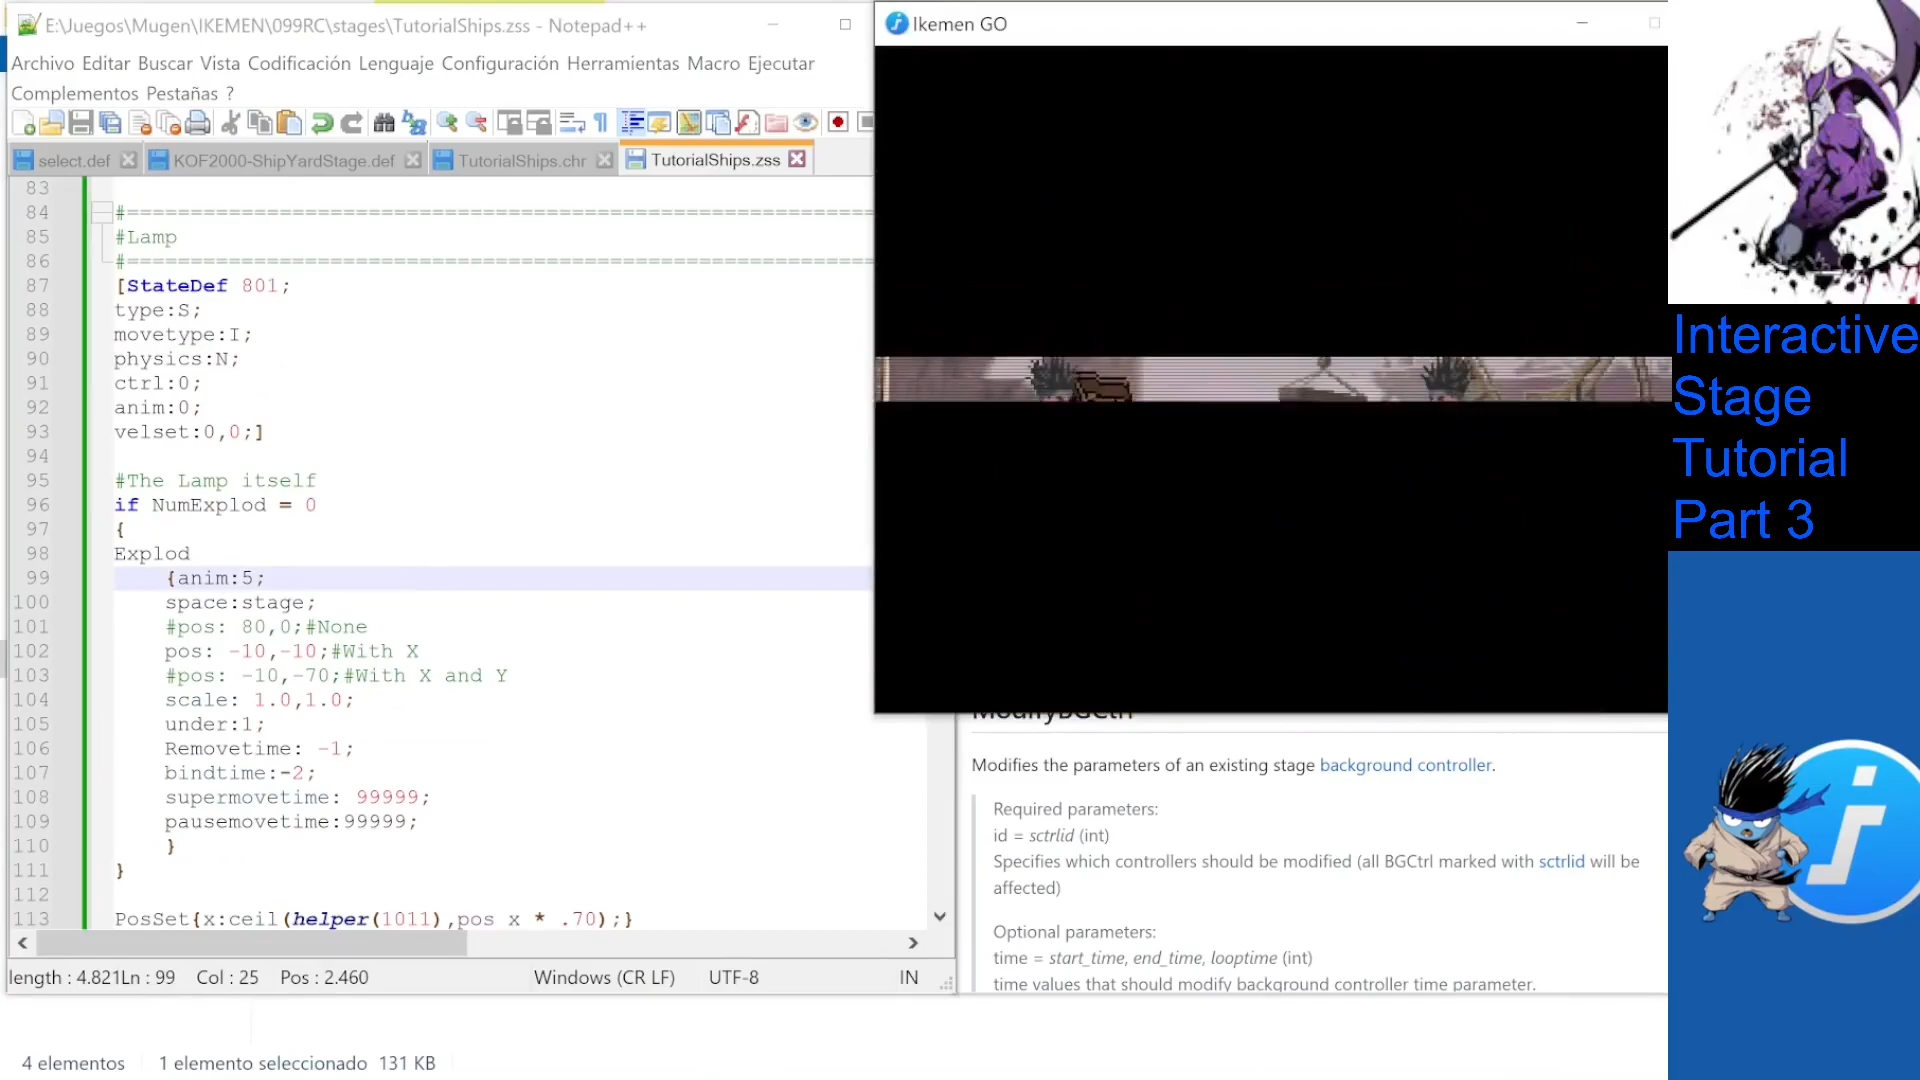 E:\Juegos\Mugen\IKEMEN\099RC\stages\TutorialShips.zss - Notepad++
Archivo Editar Buscar Vista Codificación Lenguaje Configuración Herramientas Macro Ejecutar
Complementos Pestañas ?
select.def KOF2000-ShipYardStage.def TutorialShips.chr TutorialShips.zss
83
84 #===========================================================
85 #Lamp
86 #===========================================================
87 [StateDef 801;
88 type:S;
89 movetype:I;
90 physics:N;
91 ctrl:0;
92 anim:0;
93 velset:0,0;]
94
95 #The Lamp itself
96 if NumExplod = 0
97 {
98 Explod
99 {anim:5;
100 space:stage;
101 #pos: 80,0;#None
102 pos: -10,-10;#With X
103 #pos: -10,-70;#With X and Y
104 scale: 1.0,1.0;
105 under:1;
106 Removetime: -1;
107 bindtime:-2;
108 supermovetime: 99999;
109 pausemovetime:99999;
110 }
111 }
112
113 PosSet{x:ceil(helper(1011),pos x * .70);}
length : 4.821Ln : 99 Col : 25 Pos : 2.460 Windows (CR LF) UTF-8 IN
4 elementos 1 elemento seleccionado 131 KB
Ikemen GO
ModifyBGCtrl
Modifies the parameters of an existing stage background controller.
Required parameters:
id = sctrlid (int)
Specifies which controllers should be modified (all BGCtrl marked with sctrlid will be
affected)
Optional parameters:
time = start_time, end_time, looptime (int)
time values that should modify background controller time parameter.
Interactive
Stage
Tutorial
Part 3